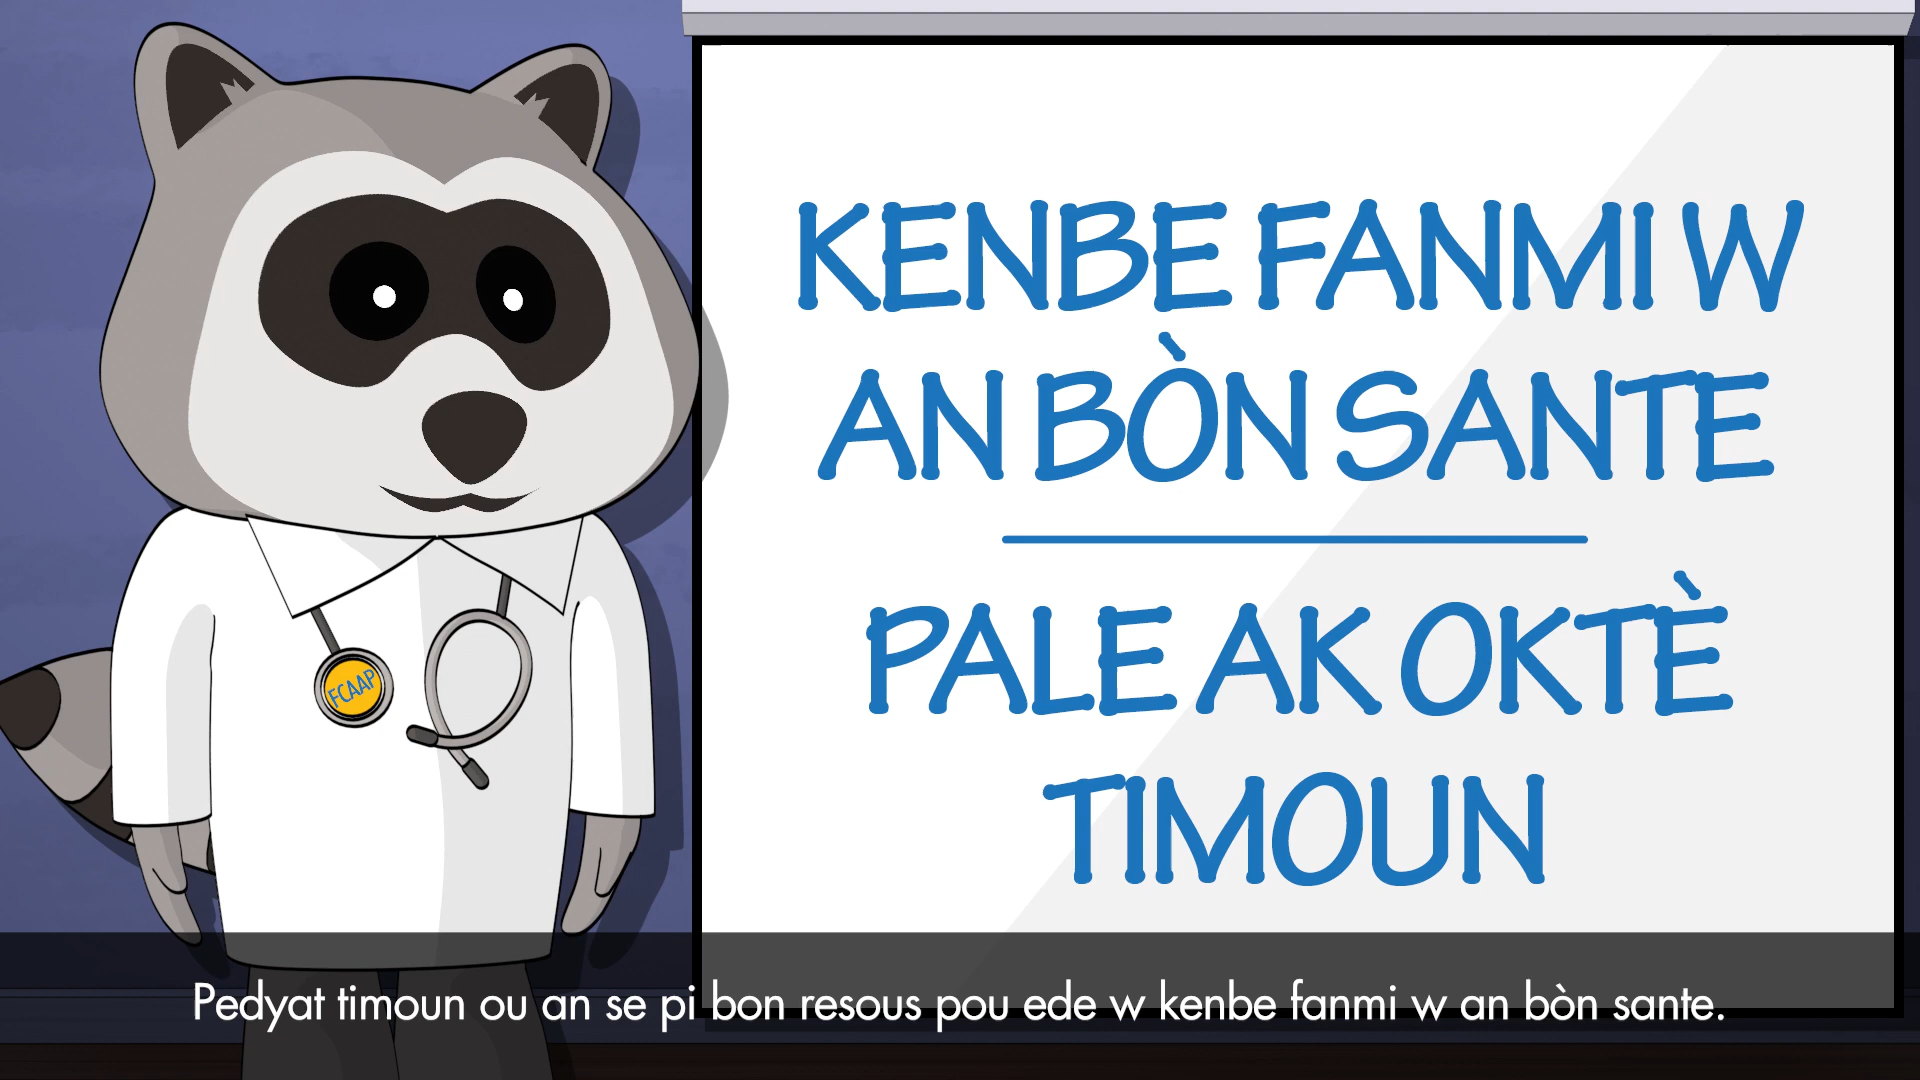 KENBE FANMI W
AN BÒN SANTE
PALE AK OKTÈ
TIMOUN
FCAAP
Pedyat timoun ou an se pi bon resous pou ede w kenbe fanmi w an bòn sante.